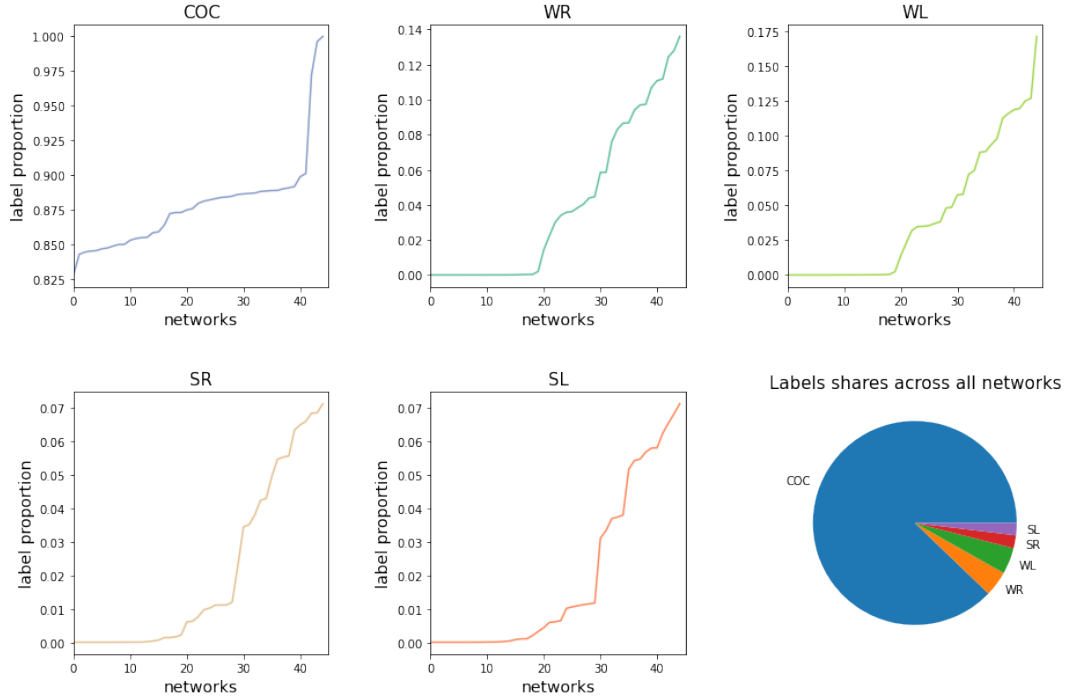 COC
1.000
0.975
0.950
0.925
0.900
0.875
0.850
0.825
label proportion
0 10 20 30 40
networks
WR
0.14
0.12
0.10
0.08
0.06
0.04
0.02
0.00
label proportion
0 10 20 30 40
networks
WL
0.175
0.150
0.125
0.100
0.075
0.050
0.025
0.000
label proportion
0 10 20 30 40
networks
SR
0.07
0.06
0.05
0.04
0.03
0.02
0.01
0.00
label proportion
0 10 20 30 40
networks
SL
0.07
0.06
0.05
0.04
0.03
0.02
0.01
0.00
label proportion
0 10 20 30 40
networks
Labels shares across all networks
COC
SL
SR
WL
WR